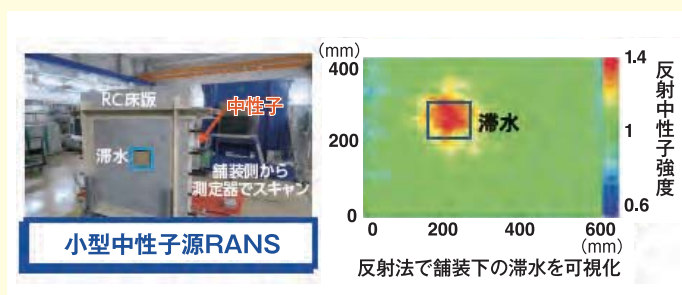 RC床版
中性子
滞水
舗装側から
測定器でスキャン
小型中性子源RANS
(mm)
400
200
0
0 200 400 600
(mm)
滞水
1.4
1
0.6
反射中性子強度
反射法で舗装下の滞水を可視化